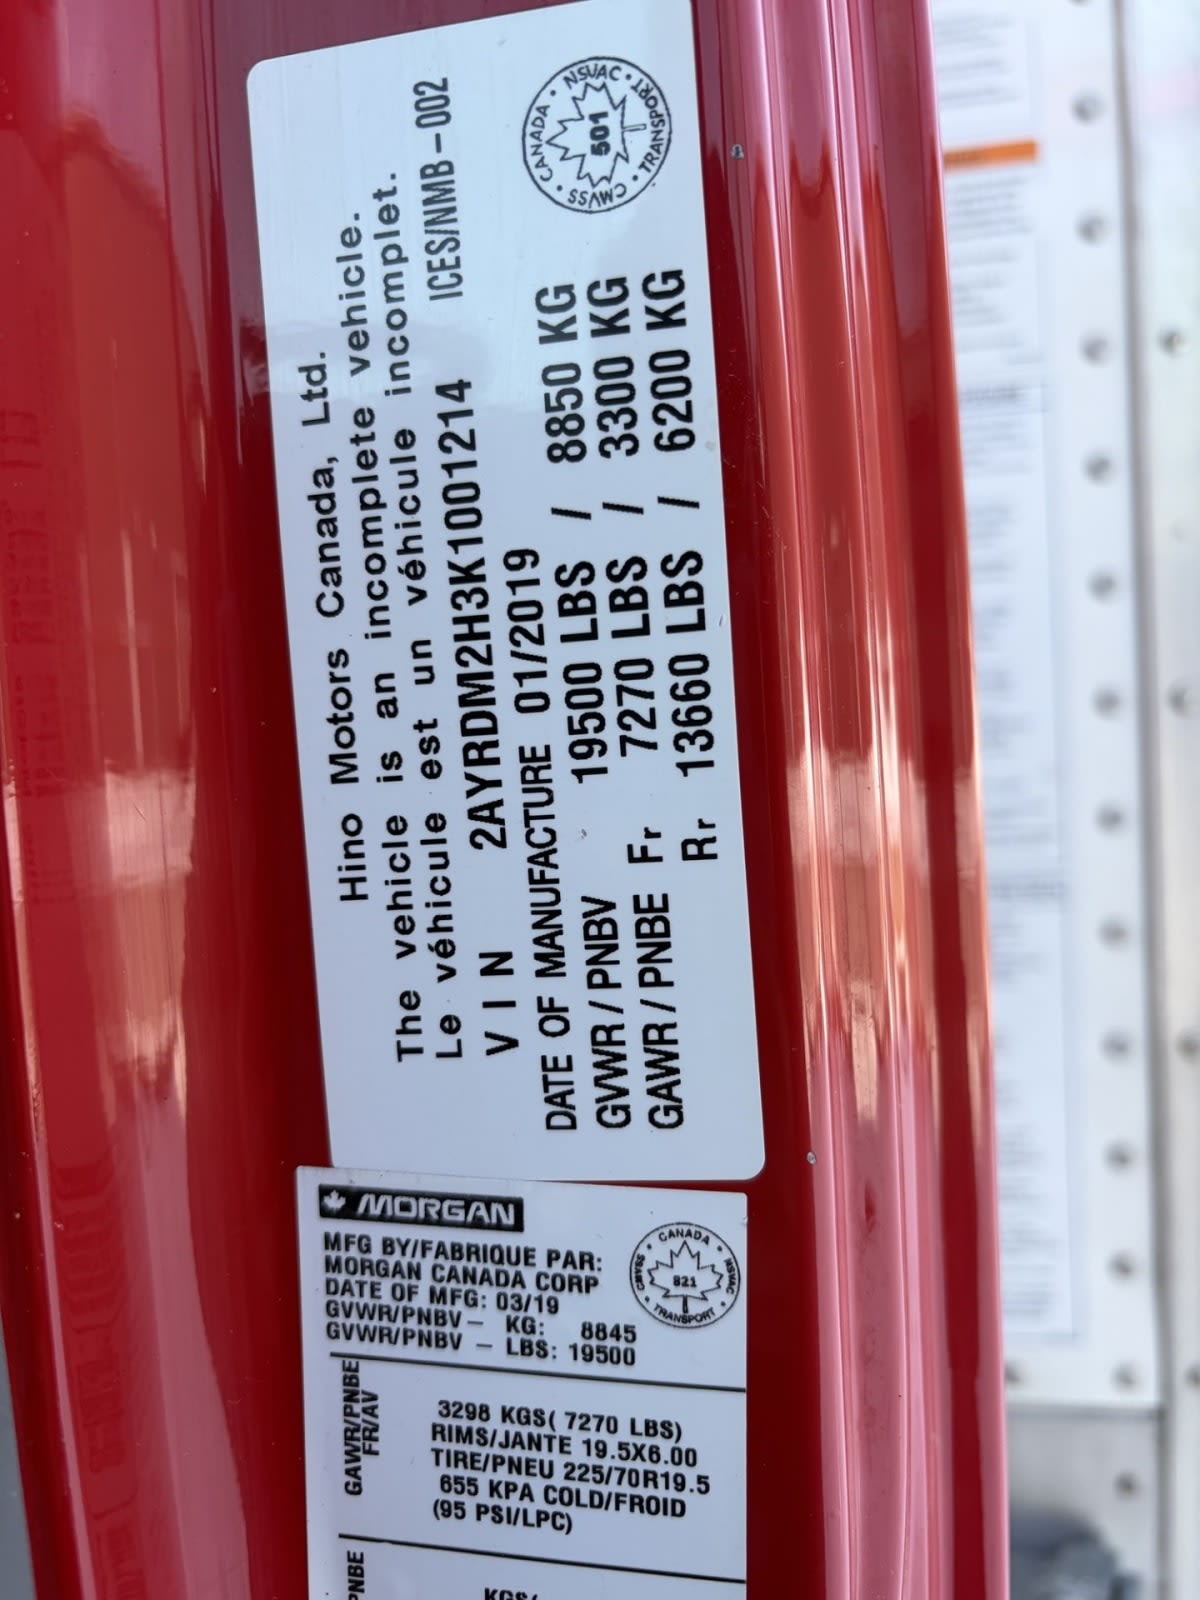 Hino Motors Canada, Ltd.
The vehicle is an incomplete vehicle.
Le véhicule est un véhicule incomplet.
ICES/NMB-002
VIN 2AYRDM2H3K1001214
DATE OF MANUFACTURE 01/2019
GVWR / PNBV 19500 LBS / 8850 KG
GAWR / PNBE Fr 7270 LBS / 3300 KG
Rr 13660 LBS / 6200 KG
CANADA • NSVAC • TRANSPORT • CMVSS •
501
MORGAN
MFG BY/FABRIQUE PAR:
MORGAN CANADA CORP
DATE OF MFG: 03/19
GVWR/PNBV - KG: 8845
GVWR/PNBV - LBS: 19500
CANADA • NSVAC • TRANSPORT • CMVSS •
821
GAWR/PNBE
FR/AV
3298 KGS( 7270 LBS)
RIMS/JANTE 19.5X6.00
TIRE/PNEU 225/70R19.5
655 KPA COLD/FROID
(95 PSI/LPC)